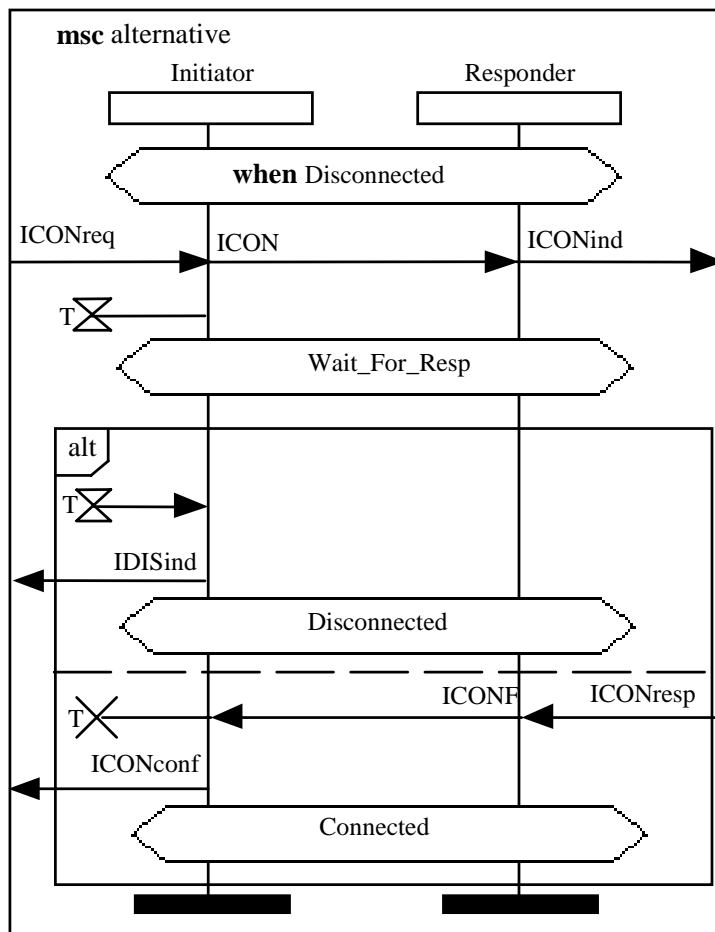 msc alternative
Initiator
Responder
when Disconnected
ICONreq
ICON
ICONind
T
Wait_For_Resp
alt
T
IDISind
Disconnected
T
ICONF
ICONresp
ICONconf
Connected